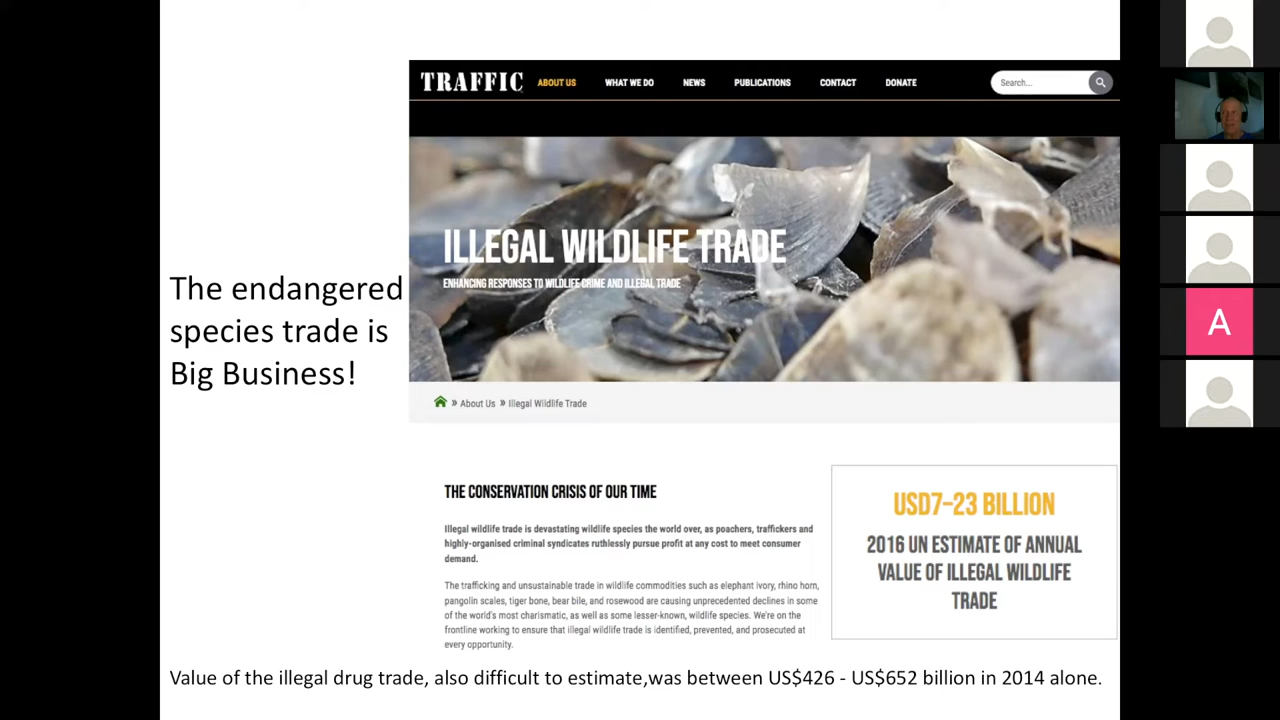 TRAFFIC ABOUT US WHAT WE DO NEWS PUBLICATIONS CONTACT DONATE Search...
ILLEGAL WILDLIFE TRADE
ENHANCING RESPONSES TO WILDLIFE CRIME AND ILLEGAL TRADE
The endangered
species trade is
Big Business!
» About Us » Illegal Wildlife Trade
THE CONSERVATION CRISIS OF OUR TIME
Illegal wildlife trade is devastating wildlife species the world over, as poachers, traffickers and
highly-organised criminal syndicates ruthlessly pursue profit at any cost to meet consumer
demand.
The trafficking and unsustainable trade in wildlife commodities such as elephant ivory, rhino horn,
pangolin scales, tiger bone, bear bile, and rosewood are causing unprecedented declines in some
of the world's most charismatic, as well as some lesser-known, wildlife species. We're on the
frontline working to ensure that illegal wildlife trade is identified, prevented, and prosecuted at
every opportunity.
USD7–23 BILLION
2016 UN ESTIMATE OF ANNUAL
VALUE OF ILLEGAL WILDLIFE
TRADE
Value of the illegal drug trade, also difficult to estimate,was between US$426 - US$652 billion in 2014 alone.
A